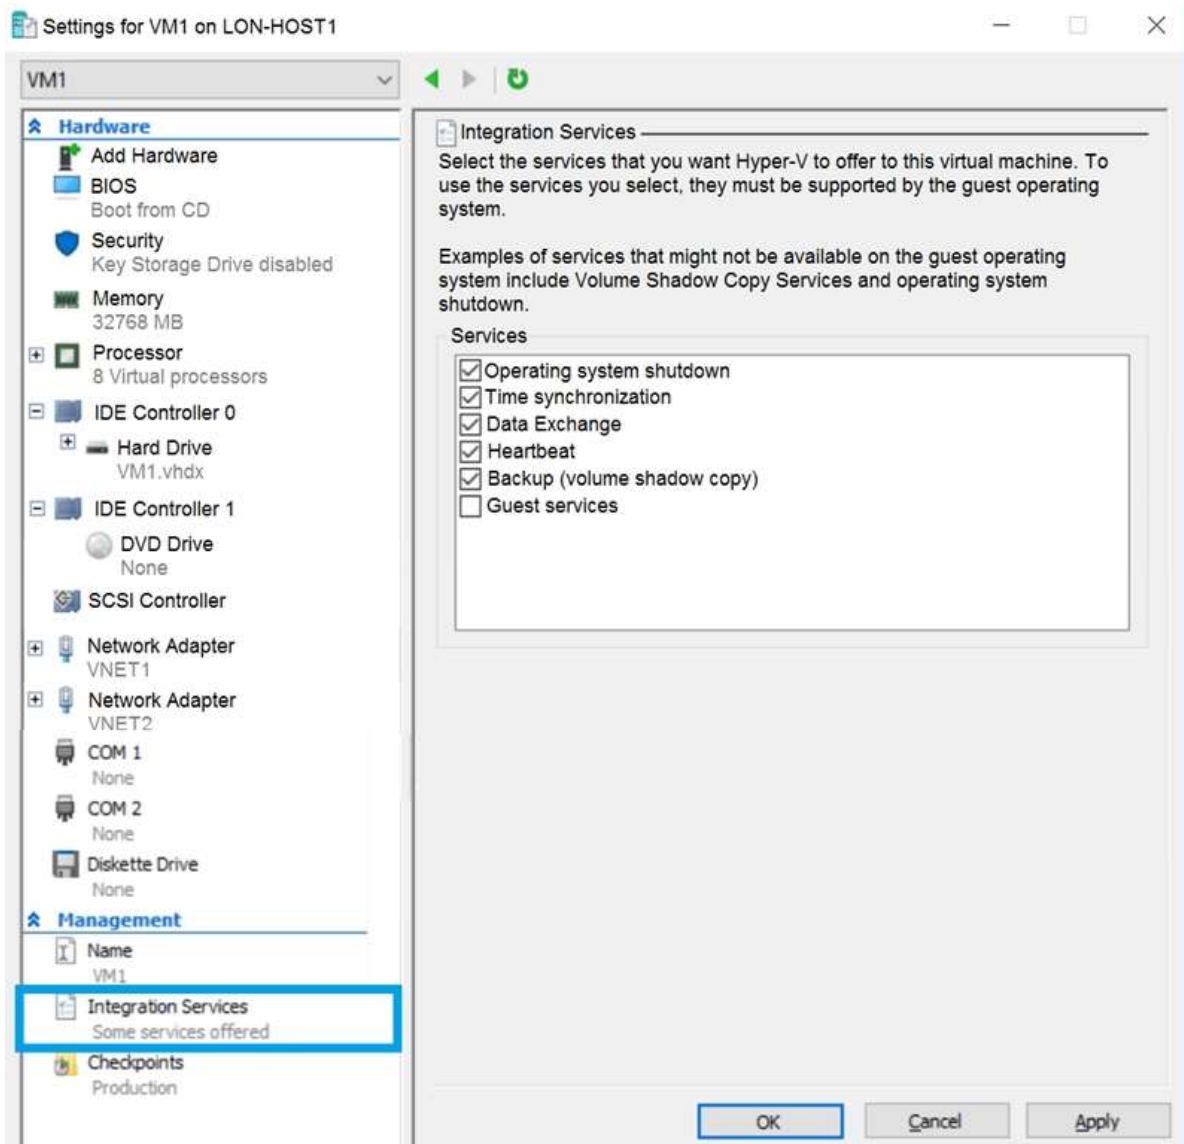 Settings for VM1 on LON-HOST1
VM1
Hardware
Add Hardware
BIOS
Boot from CD
Security
Key Storage Drive disabled
Memory
32768 MB
Processor
8 Virtual processors
IDE Controller 0
Hard Drive
VM1.vhdx
IDE Controller 1
DVD Drive
None
SCSI Controller
Network Adapter
VNET1
Network Adapter
VNET2
COM 1
None
COM 2
None
Diskette Drive
None
Management
Name
VM1
Integration Services
Some services offered
Checkpoints
Production
Integration Services
Select the services that you want Hyper-V to offer to this virtual machine. To
use the services you select, they must be supported by the guest operating
system.
Examples of services that might not be available on the guest operating
system include Volume Shadow Copy Services and operating system
shutdown.
Services
Operating system shutdown
Time synchronization
Data Exchange
Heartbeat
Backup (volume shadow copy)
Guest services
OK
Cancel
Apply